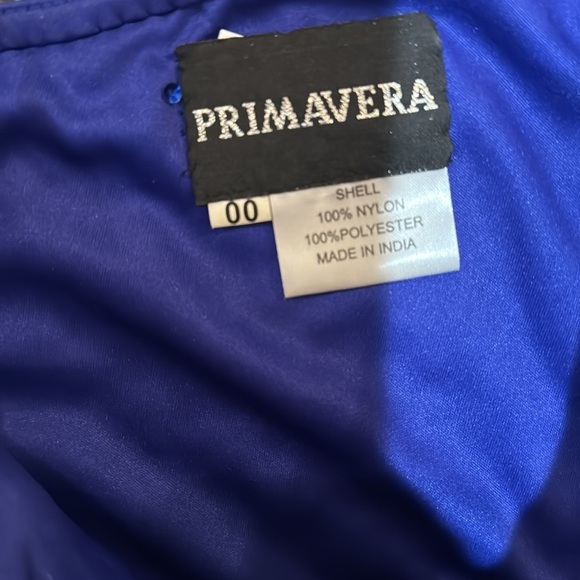 PRIMAVERA
00
SHELL
100% NYLON
100%POLYESTER
MADE IN INDIA